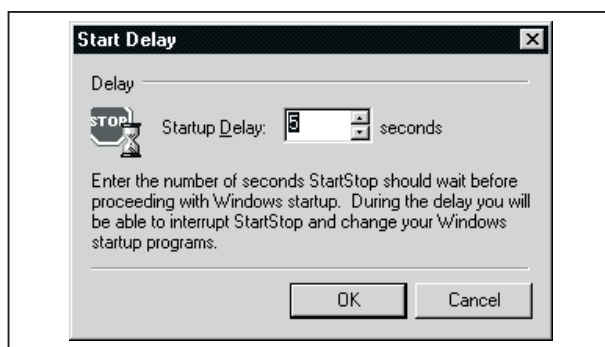 Start Delay
Delay
STOP
Startup Delay: 5 seconds
Enter the number of seconds StartStop should wait before
proceeding with Windows startup. During the delay you will
be able to interrupt StartStop and change your Windows
startup programs.
OK Cancel